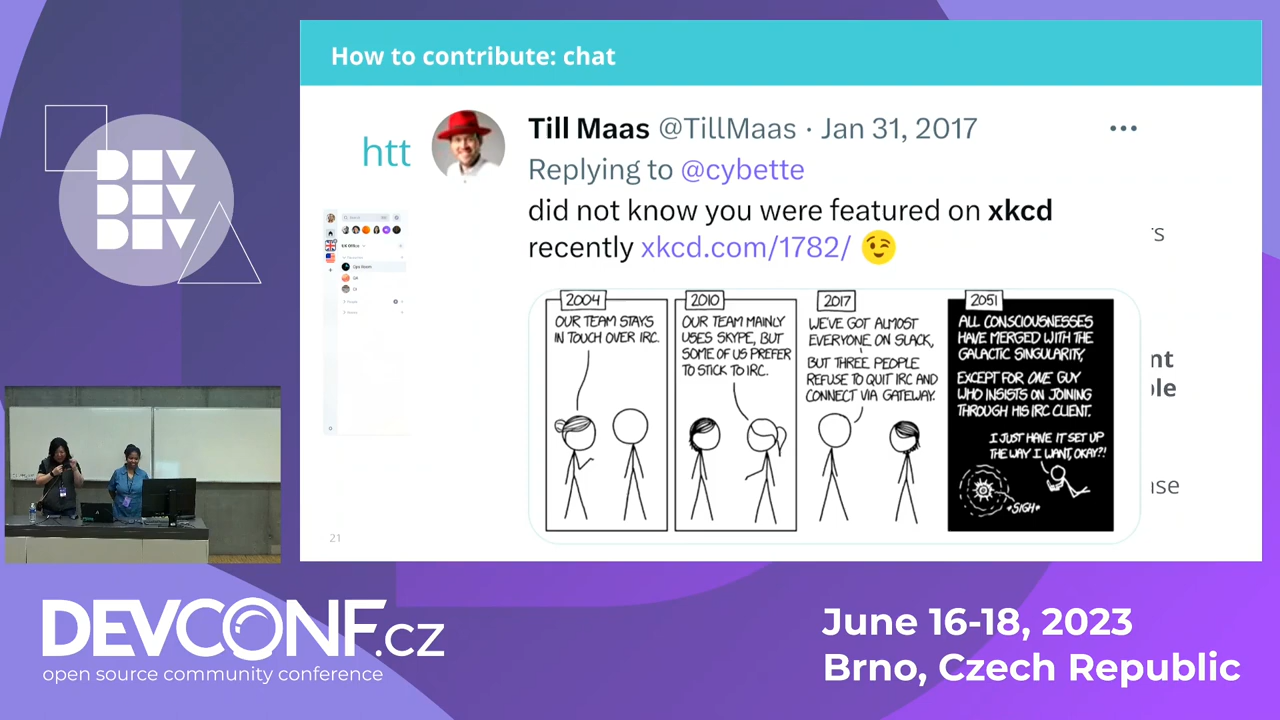 How to contribute: chat
htt
Till Maas @TillMaas · Jan 31, 2017
Replying to @cybette
did not know you were featured on xkcd
recently xkcd.com/1782/ 😉
2004
OUR TEAM STAYS
IN TOUCH OVER IRC.
2010
OUR TEAM MAINLY
USES SKYPE, BUT
SOME OF US PREFER
TO STICK TO IRC.
2017
WE'VE GOT ALMOST
EVERYONE ON SLACK,
BUT THREE PEOPLE
REFUSE TO QUIT IRC AND
CONNECT VIA GATEWAY.
2051
ALL CONSCIOUSNESSES
HAVE MERGED WITH THE
GALACTIC SINGULARITY,
EXCEPT FOR ONE GUY
WHO INSISTS ON JOINING
THROUGH HIS IRC CLIENT.
I JUST HAVE IT SET UP
THE WAY I WANT, OKAY?!
*SIGH*
21
DEV
DEV
DEV
DEVCONF.CZ
open source community conference
June 16-18, 2023
Brno, Czech Republic